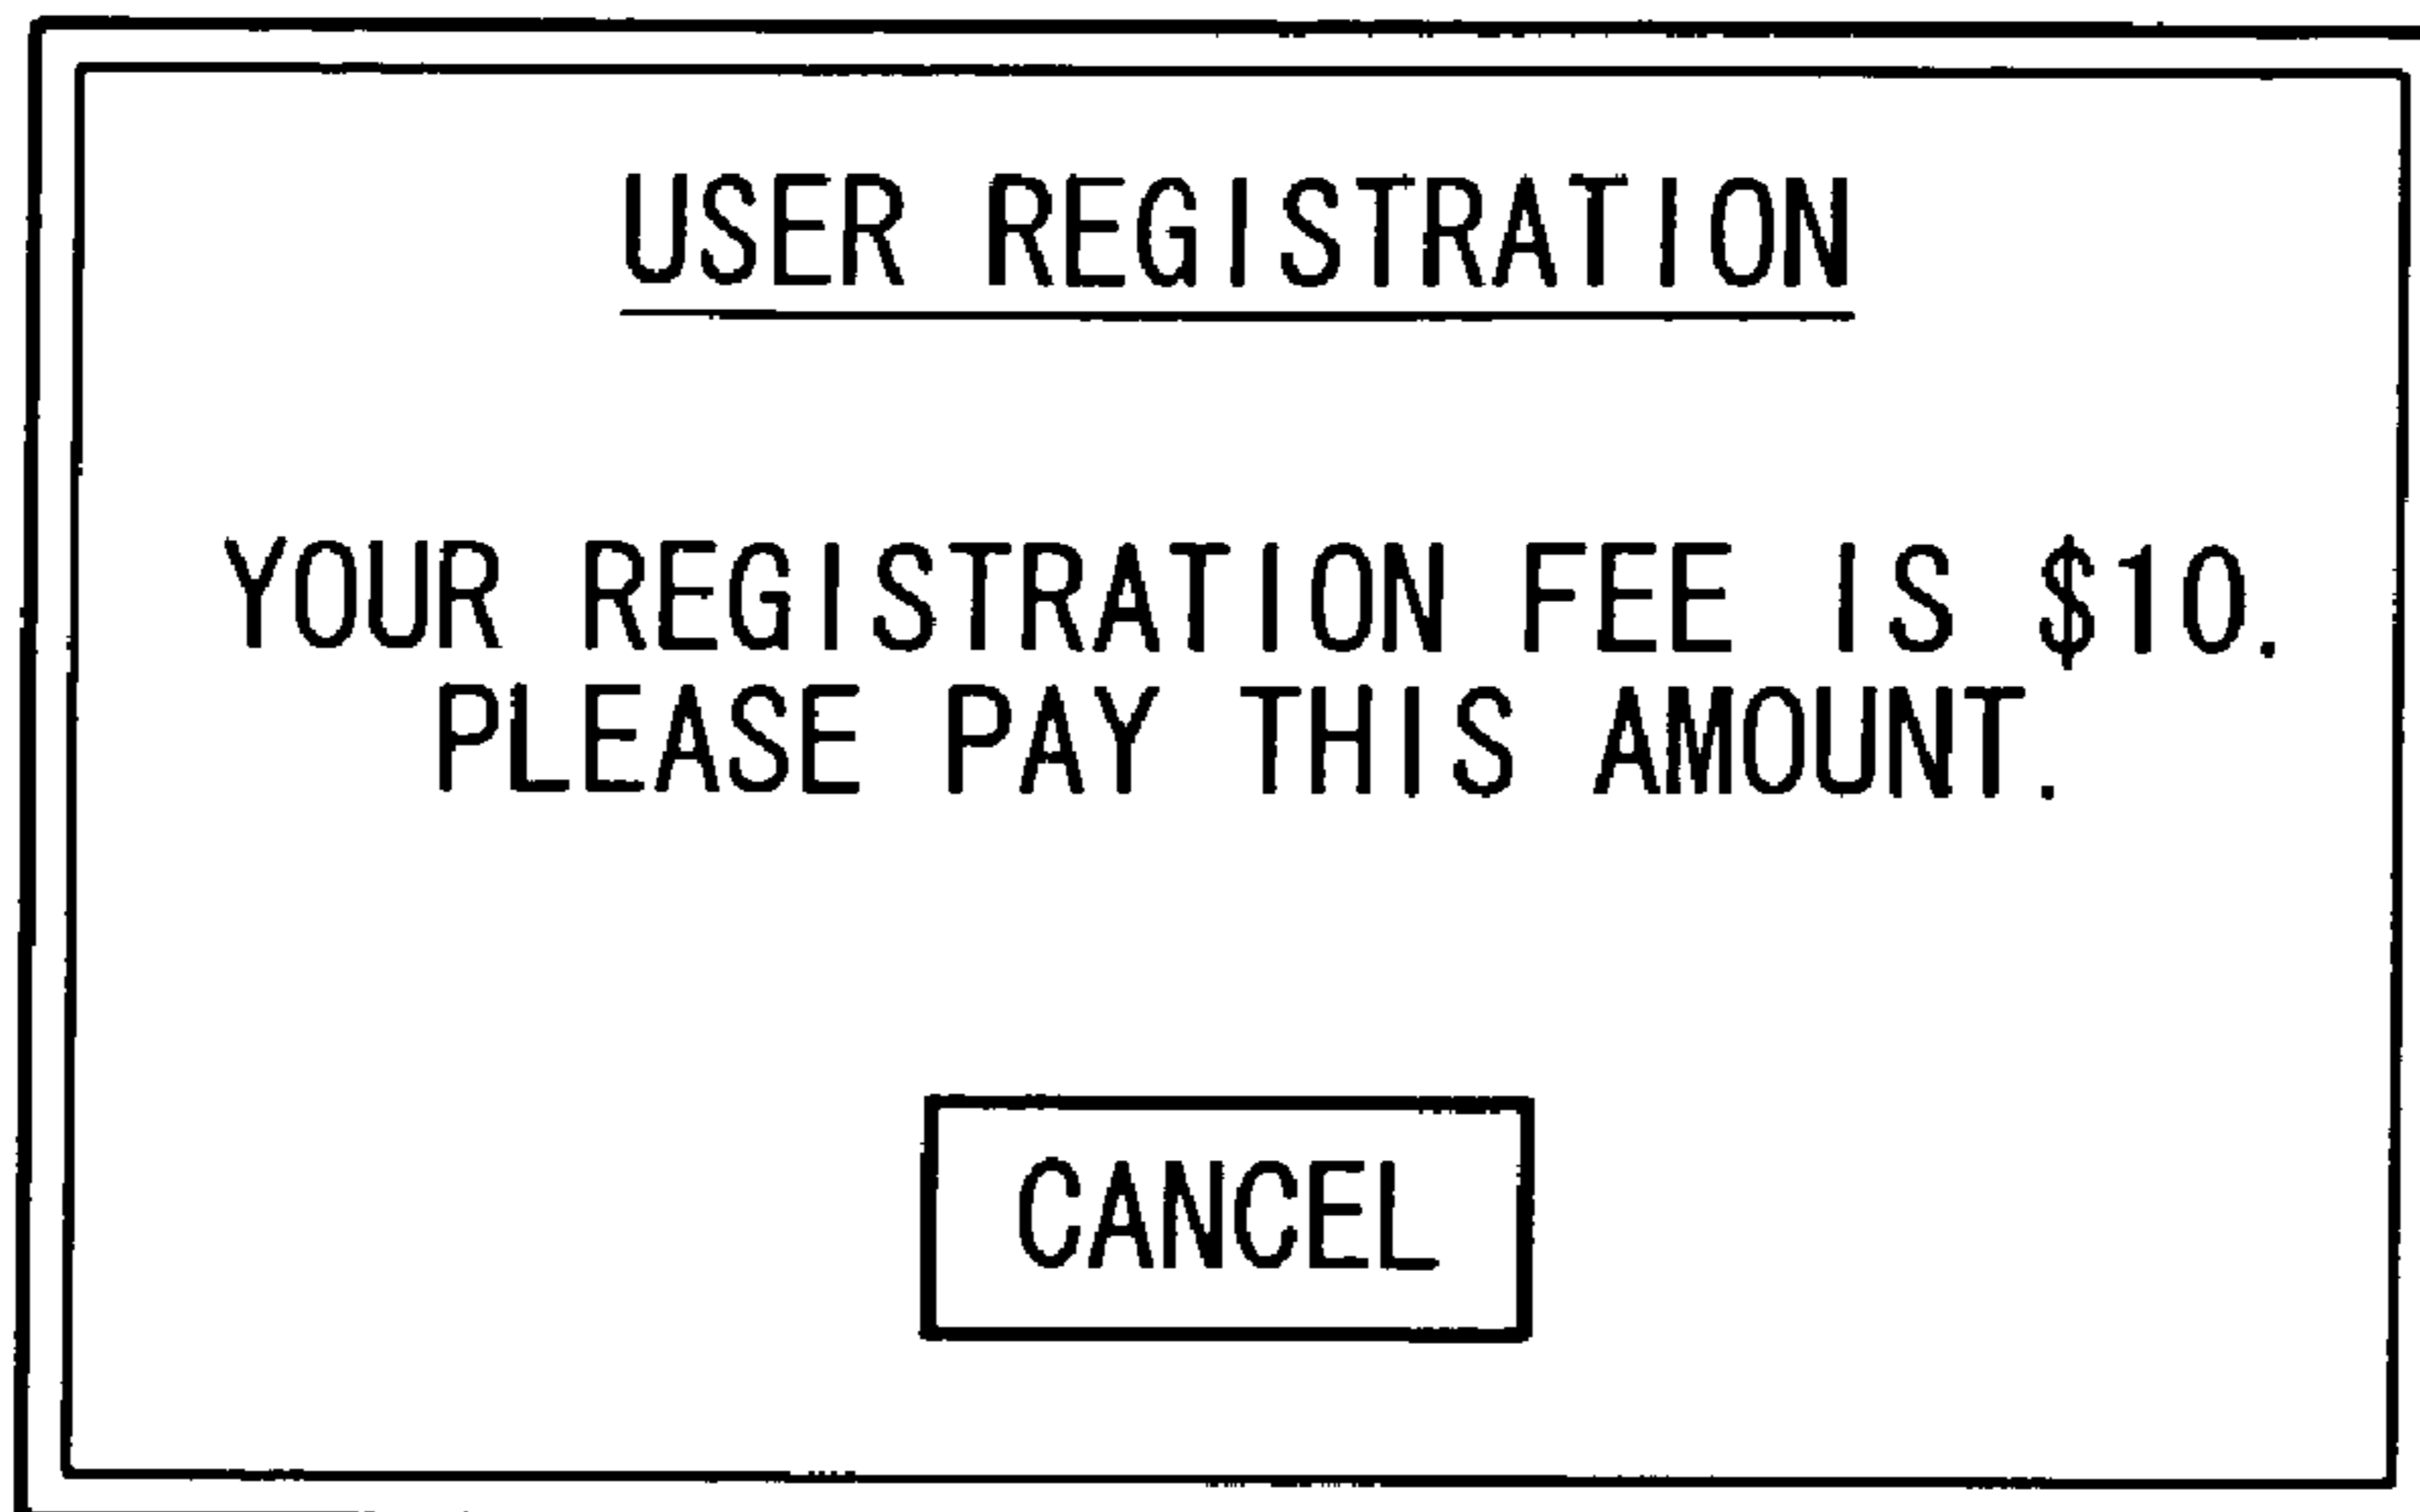 USER REGISTRATION
YOUR REGISTRATION FEE IS $10.
PLEASE PAY THIS AMOUNT.
CANCEL